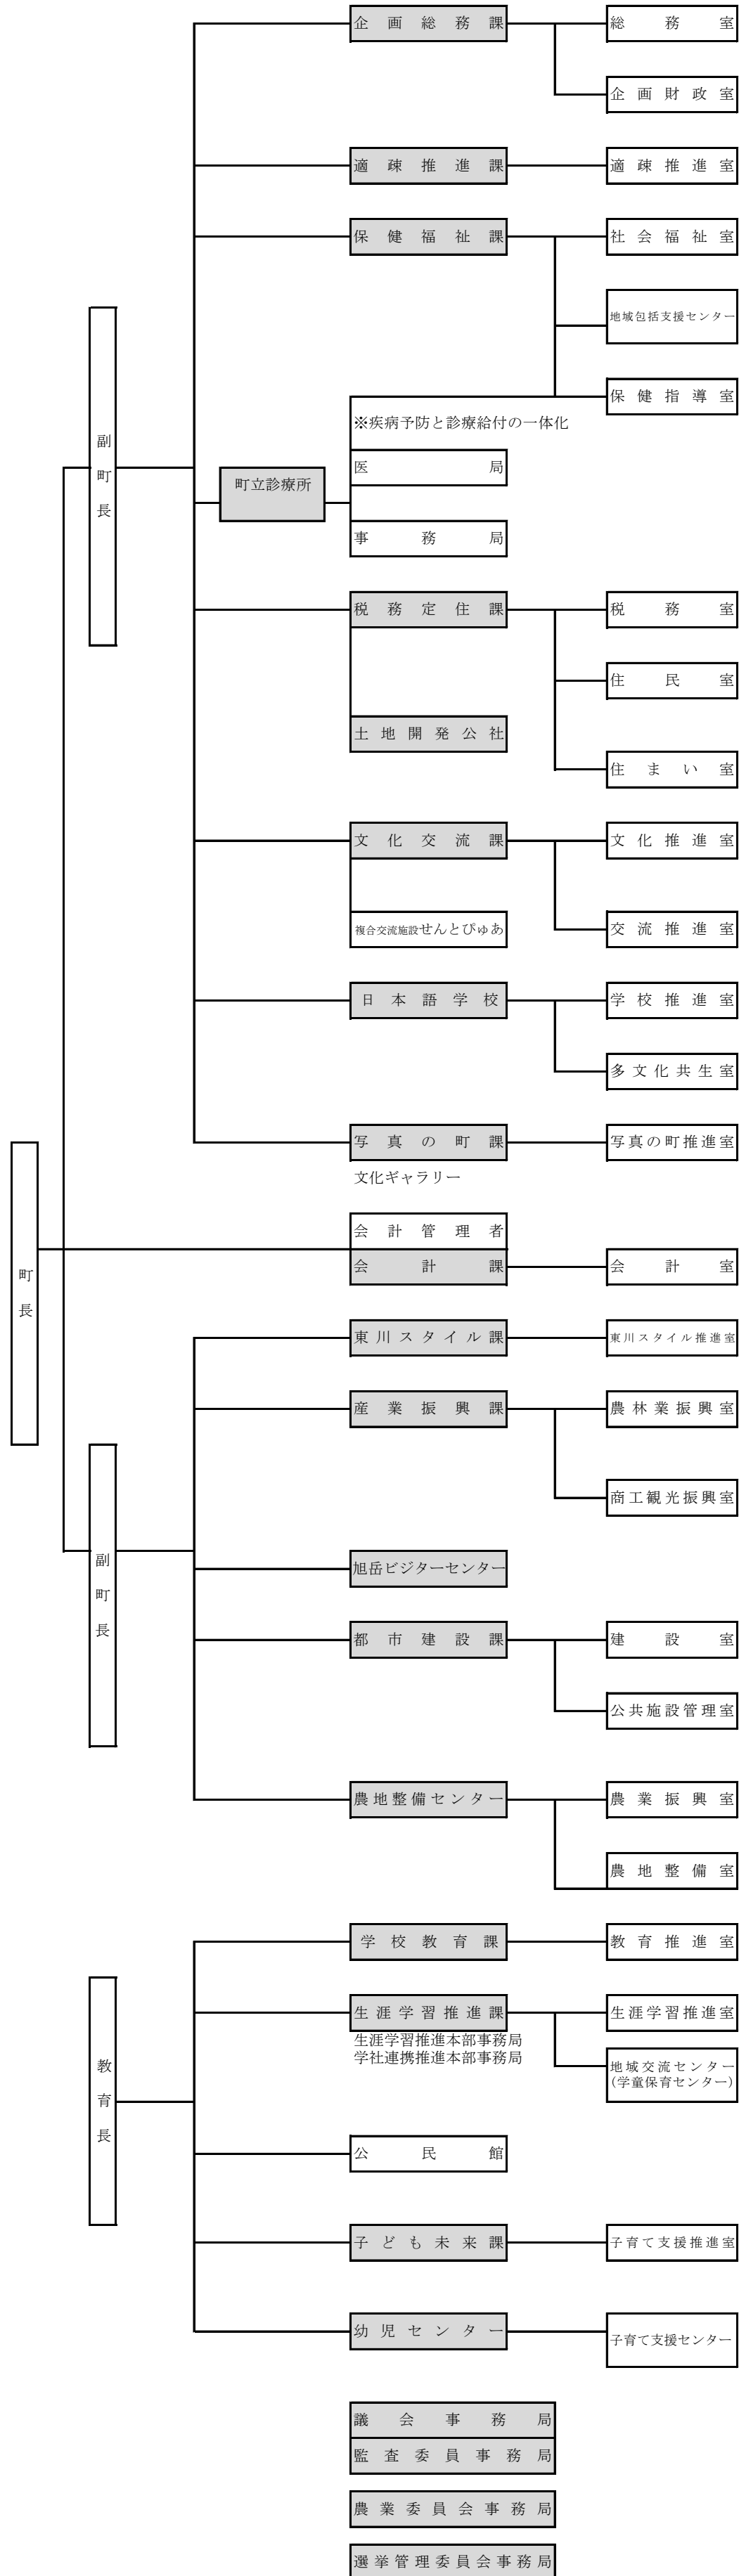 企画総務課
総務室
企画財政室
適疎推進課
適疎推進室
保健福祉課
社会福祉室
地域包括支援センター
保健指導室
※疾病予防と診療給付の一体化
副町長
町立診療所
医局
事務局
税務定住課
税務室
住民室
土地開発公社
住まい室
文化交流課
文化推進室
複合交流施設せんとぴゅあ
交流推進室
日本語学校
学校推進室
多文化共生室
写真の町課
写真の町推進室
文化ギャラリー
町長
会計管理者
会計課
会計室
東川スタイル課
東川スタイル推進室
産業振興課
農林業振興室
商工観光振興室
副町長
旭岳ビジターセンター
都市建設課
建設室
公共施設管理室
農地整備センター
農業振興室
農地整備室
学校教育課
教育推進室
生涯学習推進課
生涯学習推進室
生涯学習推進本部事務局
学社連携推進本部事務局
地域交流センター
(学童保育センター)
教育長
公民館
子ども未来課
子育て支援推進室
幼児センター
子育て支援センター
議会事務局
監査委員事務局
農業委員会事務局
選挙管理委員会事務局